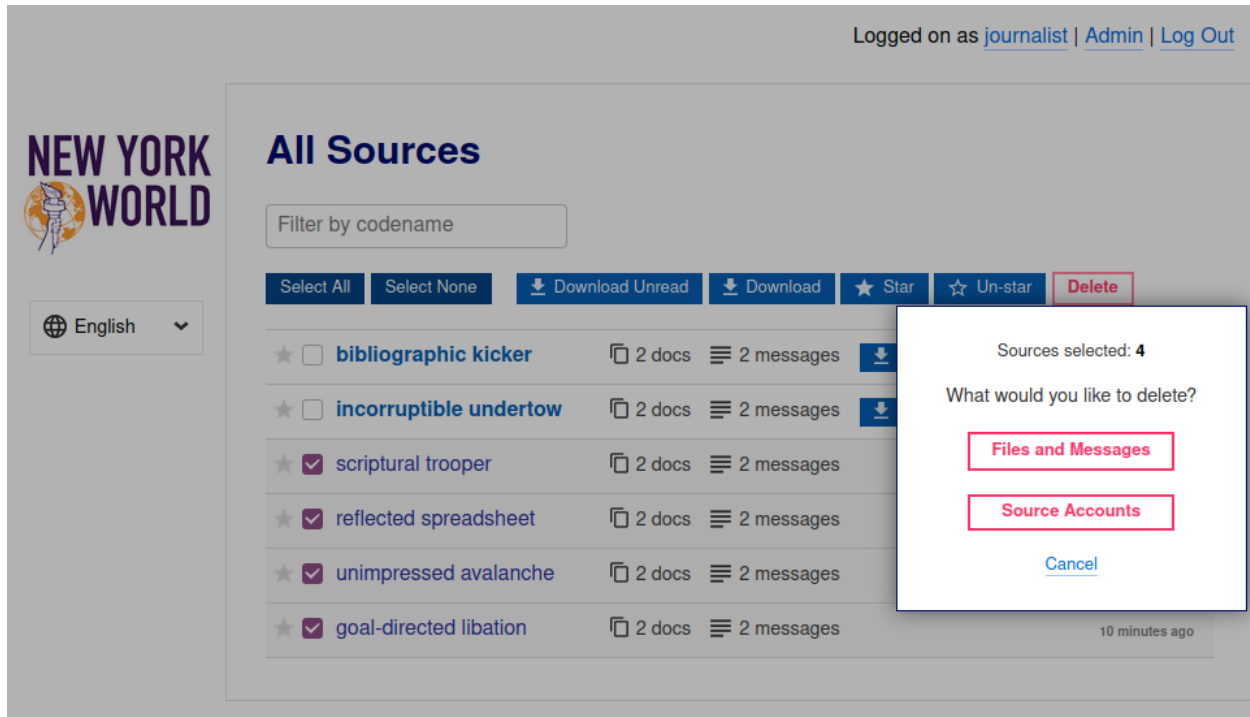 Logged on as journalist | Admin | Log Out
NEW YORK
WORLD
English
All Sources
Filter by codename
Select All Select None Download Unread Download Star Un-star Delete
bibliographic kicker 2 docs 2 messages
incorruptible undertow 2 docs 2 messages
scriptural trooper 2 docs 2 messages
reflected spreadsheet 2 docs 2 messages
unimpressed avalanche 2 docs 2 messages
goal-directed libation 2 docs 2 messages 10 minutes ago
Sources selected: 4
What would you like to delete?
Files and Messages
Source Accounts
Cancel